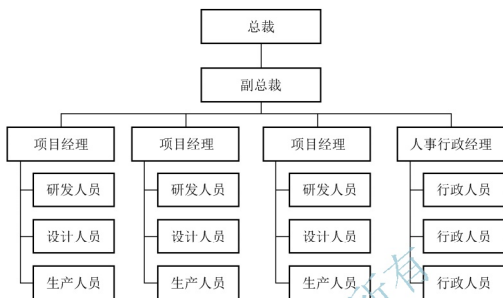 总裁
副总裁
项目经理 项目经理 项目经理 人事行政经理
研发人员 研发人员 研发人员 行政人员
设计人员 设计人员 设计人员 行政人员
生产人员 生产人员 生产人员 行政人员
所有